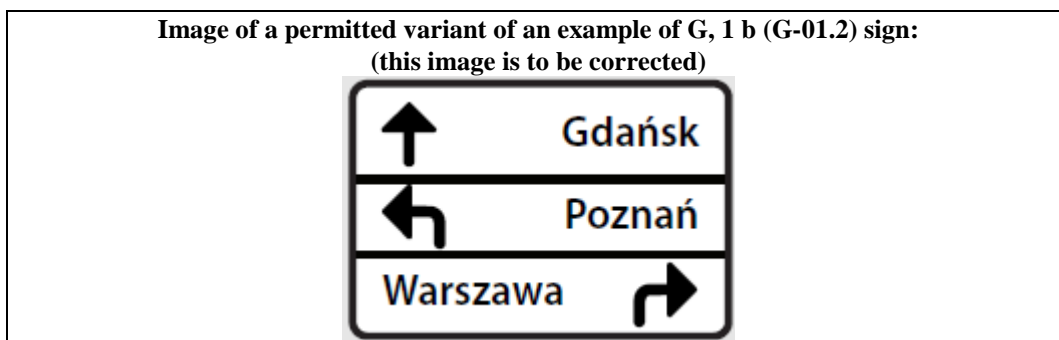 Image of a permitted variant of an example of G, 1 b (G-01.2) sign:
(this image is to be corrected)
Gdańsk
Poznań
Warszawa